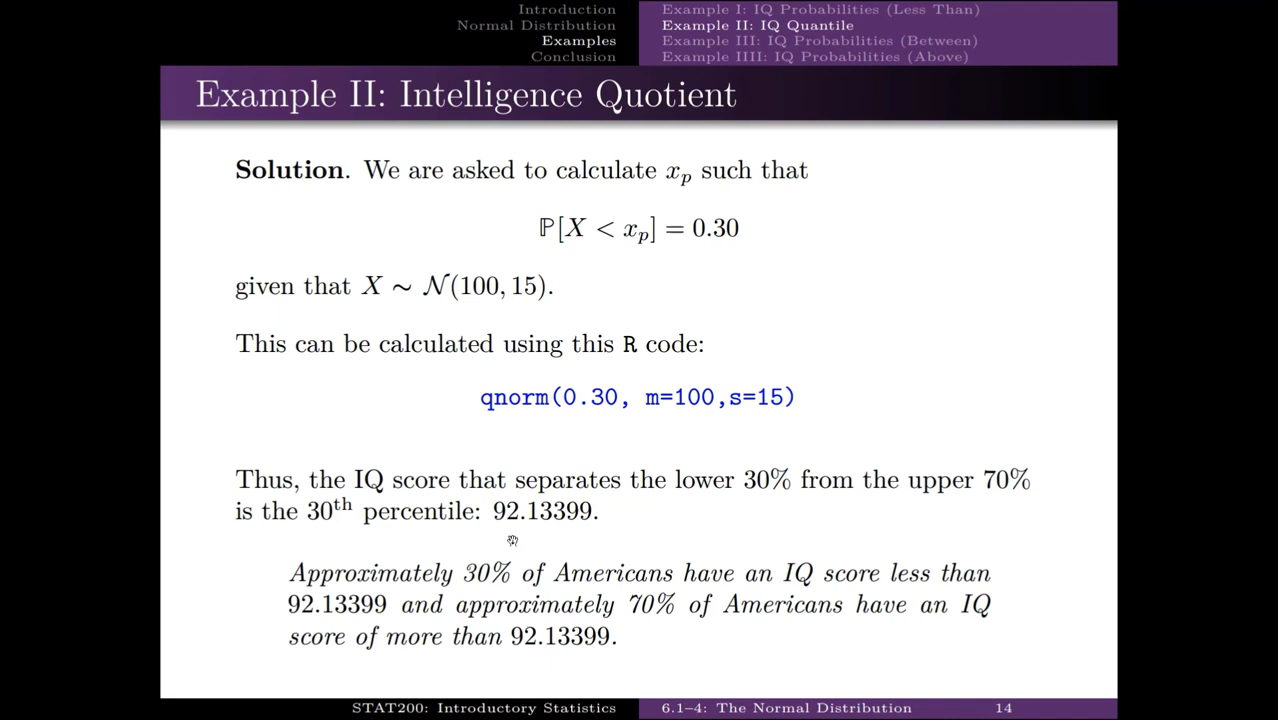 Introduction
Normal Distribution
Examples
Conclusion
Example I: IQ Probabilities (Less Than)
Example II: IQ Quantile
Example III: IQ Probabilities (Between)
Example IIII: IQ Probabilities (Above)
Example II: Intelligence Quotient
Solution. We are asked to calculate xₚ such that
ℙ[X < xₚ] = 0.30
given that X ∼ 𝒩(100, 15).
This can be calculated using this R code:
qnorm(0.30, m=100,s=15)
Thus, the IQ score that separates the lower 30% from the upper 70%
is the 30ᵗʰ percentile: 92.13399.
Approximately 30% of Americans have an IQ score less than
92.13399 and approximately 70% of Americans have an IQ
score of more than 92.13399.
STAT200: Introductory Statistics
6.1–4: The Normal Distribution
14